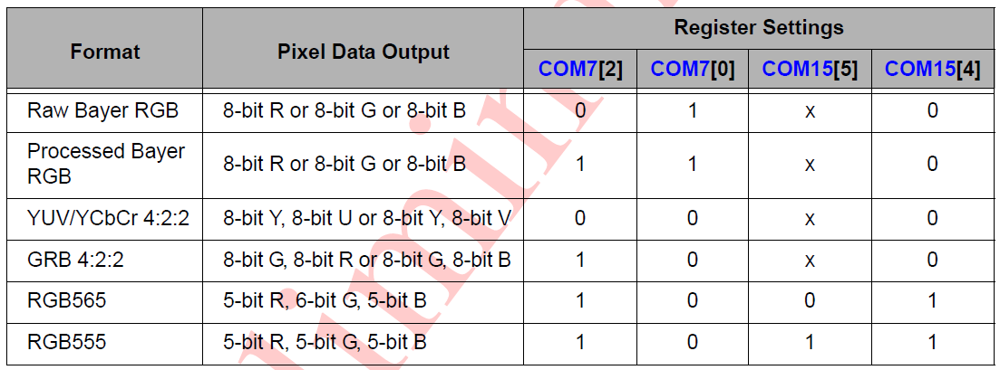 Format Pixel Data Output Register Settings
COM7[2] COM7[0] COM15[5] COM15[4]
Raw Bayer RGB 8-bit R or 8-bit G or 8-bit B 0 1 x 0
Processed Bayer
RGB 8-bit R or 8-bit G or 8-bit B 1 1 x 0
YUV/YCbCr 4:2:2 8-bit Y, 8-bit U or 8-bit Y, 8-bit V 0 0 x 0
GRB 4:2:2 8-bit G, 8-bit R or 8-bit G, 8-bit B 1 0 x 0
RGB565 5-bit R, 6-bit G, 5-bit B 1 0 0 1
RGB555 5-bit R, 5-bit G, 5-bit B 1 0 1 1